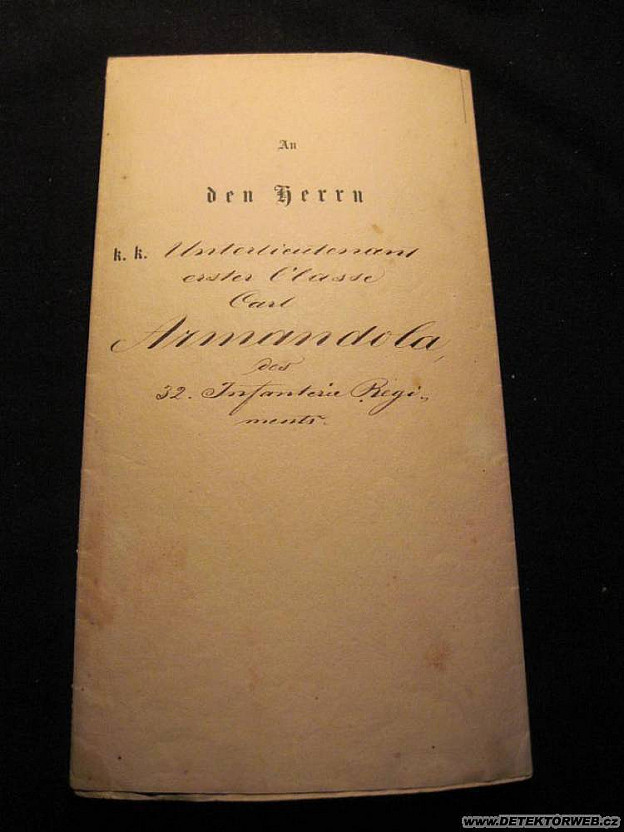 An
den Herrn
k. k. Unterlieutenant
erster Classe
Carl
Armandola,
des
32. Infanterie Regi-
ments.
www.DETEKTORWEB.cz